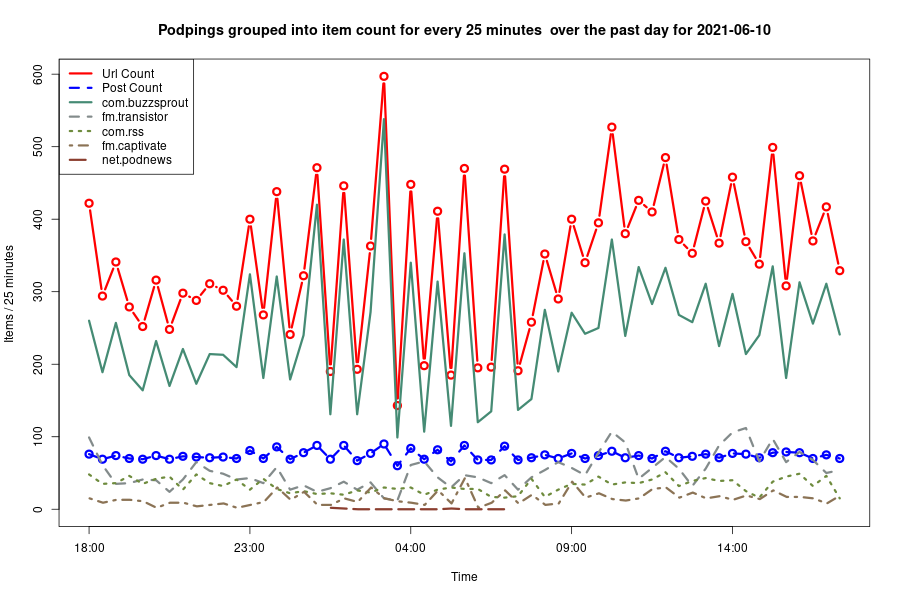 Podpings grouped into item count for every 25 minutes  over the past day for 2021-06-10
Url Count
Post Count
com.buzzsprout
fm.transistor
com.rss
fm.captivate
net.podnews
Items / 25 minutes
600
500
400
300
200
100
0
18:00 23:00 04:00 09:00 14:00
Time